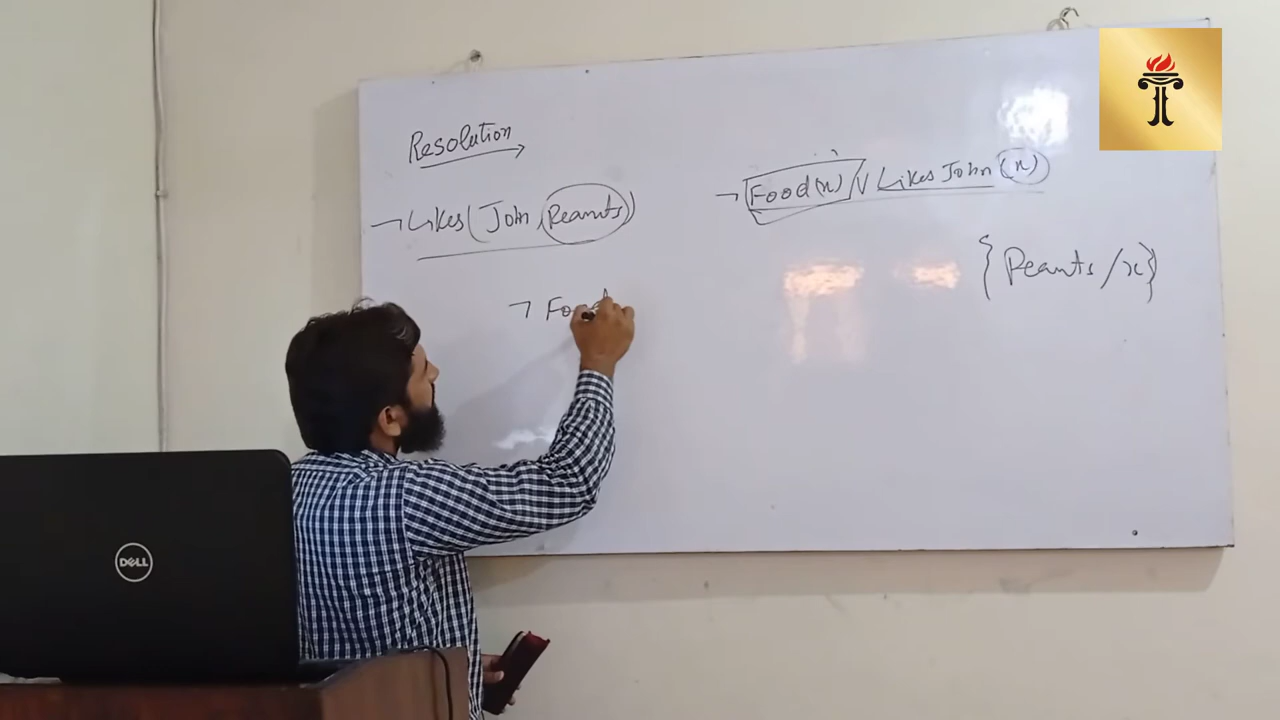 Resolution
¬ Likes (John, Peanuts)
¬ Food(x) V Likes John (x)
{Peanuts/x}
¬ Food
DELL